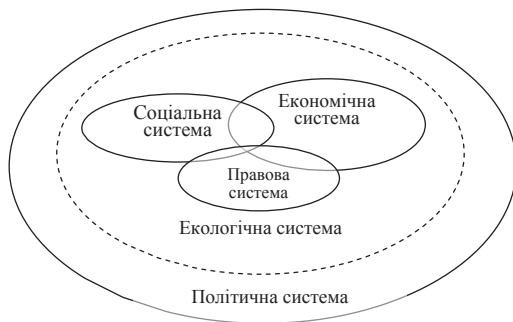 Соціальна
система
Економічна
система
Правова
система
Екологічна система
Політична система